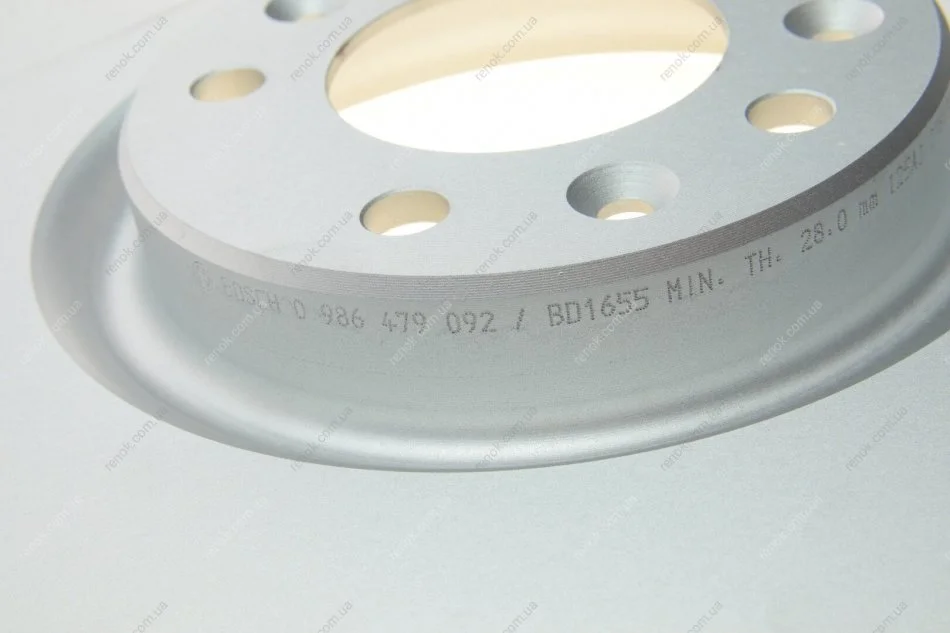 BOSCH 0 986 479 092 / BD1655 MIN. TH. 28.0 mm
renok.com.ua